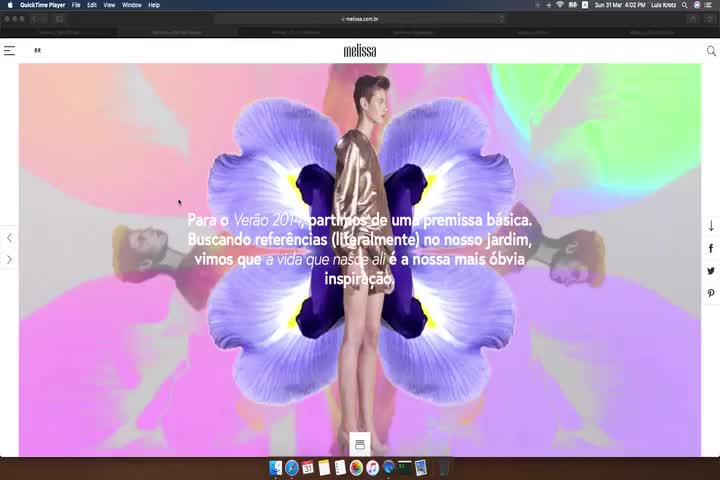 QuickTime Player File Edit View Window Help
Sun 31 Mar 4:02 PM Luis Krotz
melissa.com.br
BR
melissa
Para o Verão 2014, partimos de uma premissa básica.
Buscando referências (literalmente) no nosso jardim,
vimos que a vida que nasce ali é a nossa mais óbvia
inspiração.